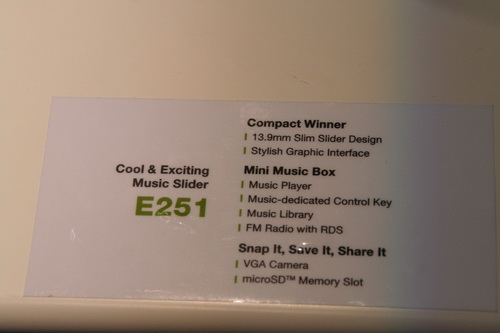 Cool & Exciting
Music Slider
E251
Compact Winner
13.9mm Slim Slider Design
Stylish Graphic Interface
Mini Music Box
Music Player
Music-dedicated Control Key
Music Library
FM Radio with RDS
Snap It, Save It, Share It
VGA Camera
microSD™ Memory Slot